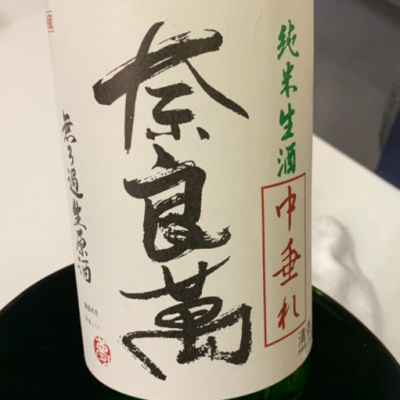 純米生酒
中垂れ
奈良萬
無ろ過生原酒